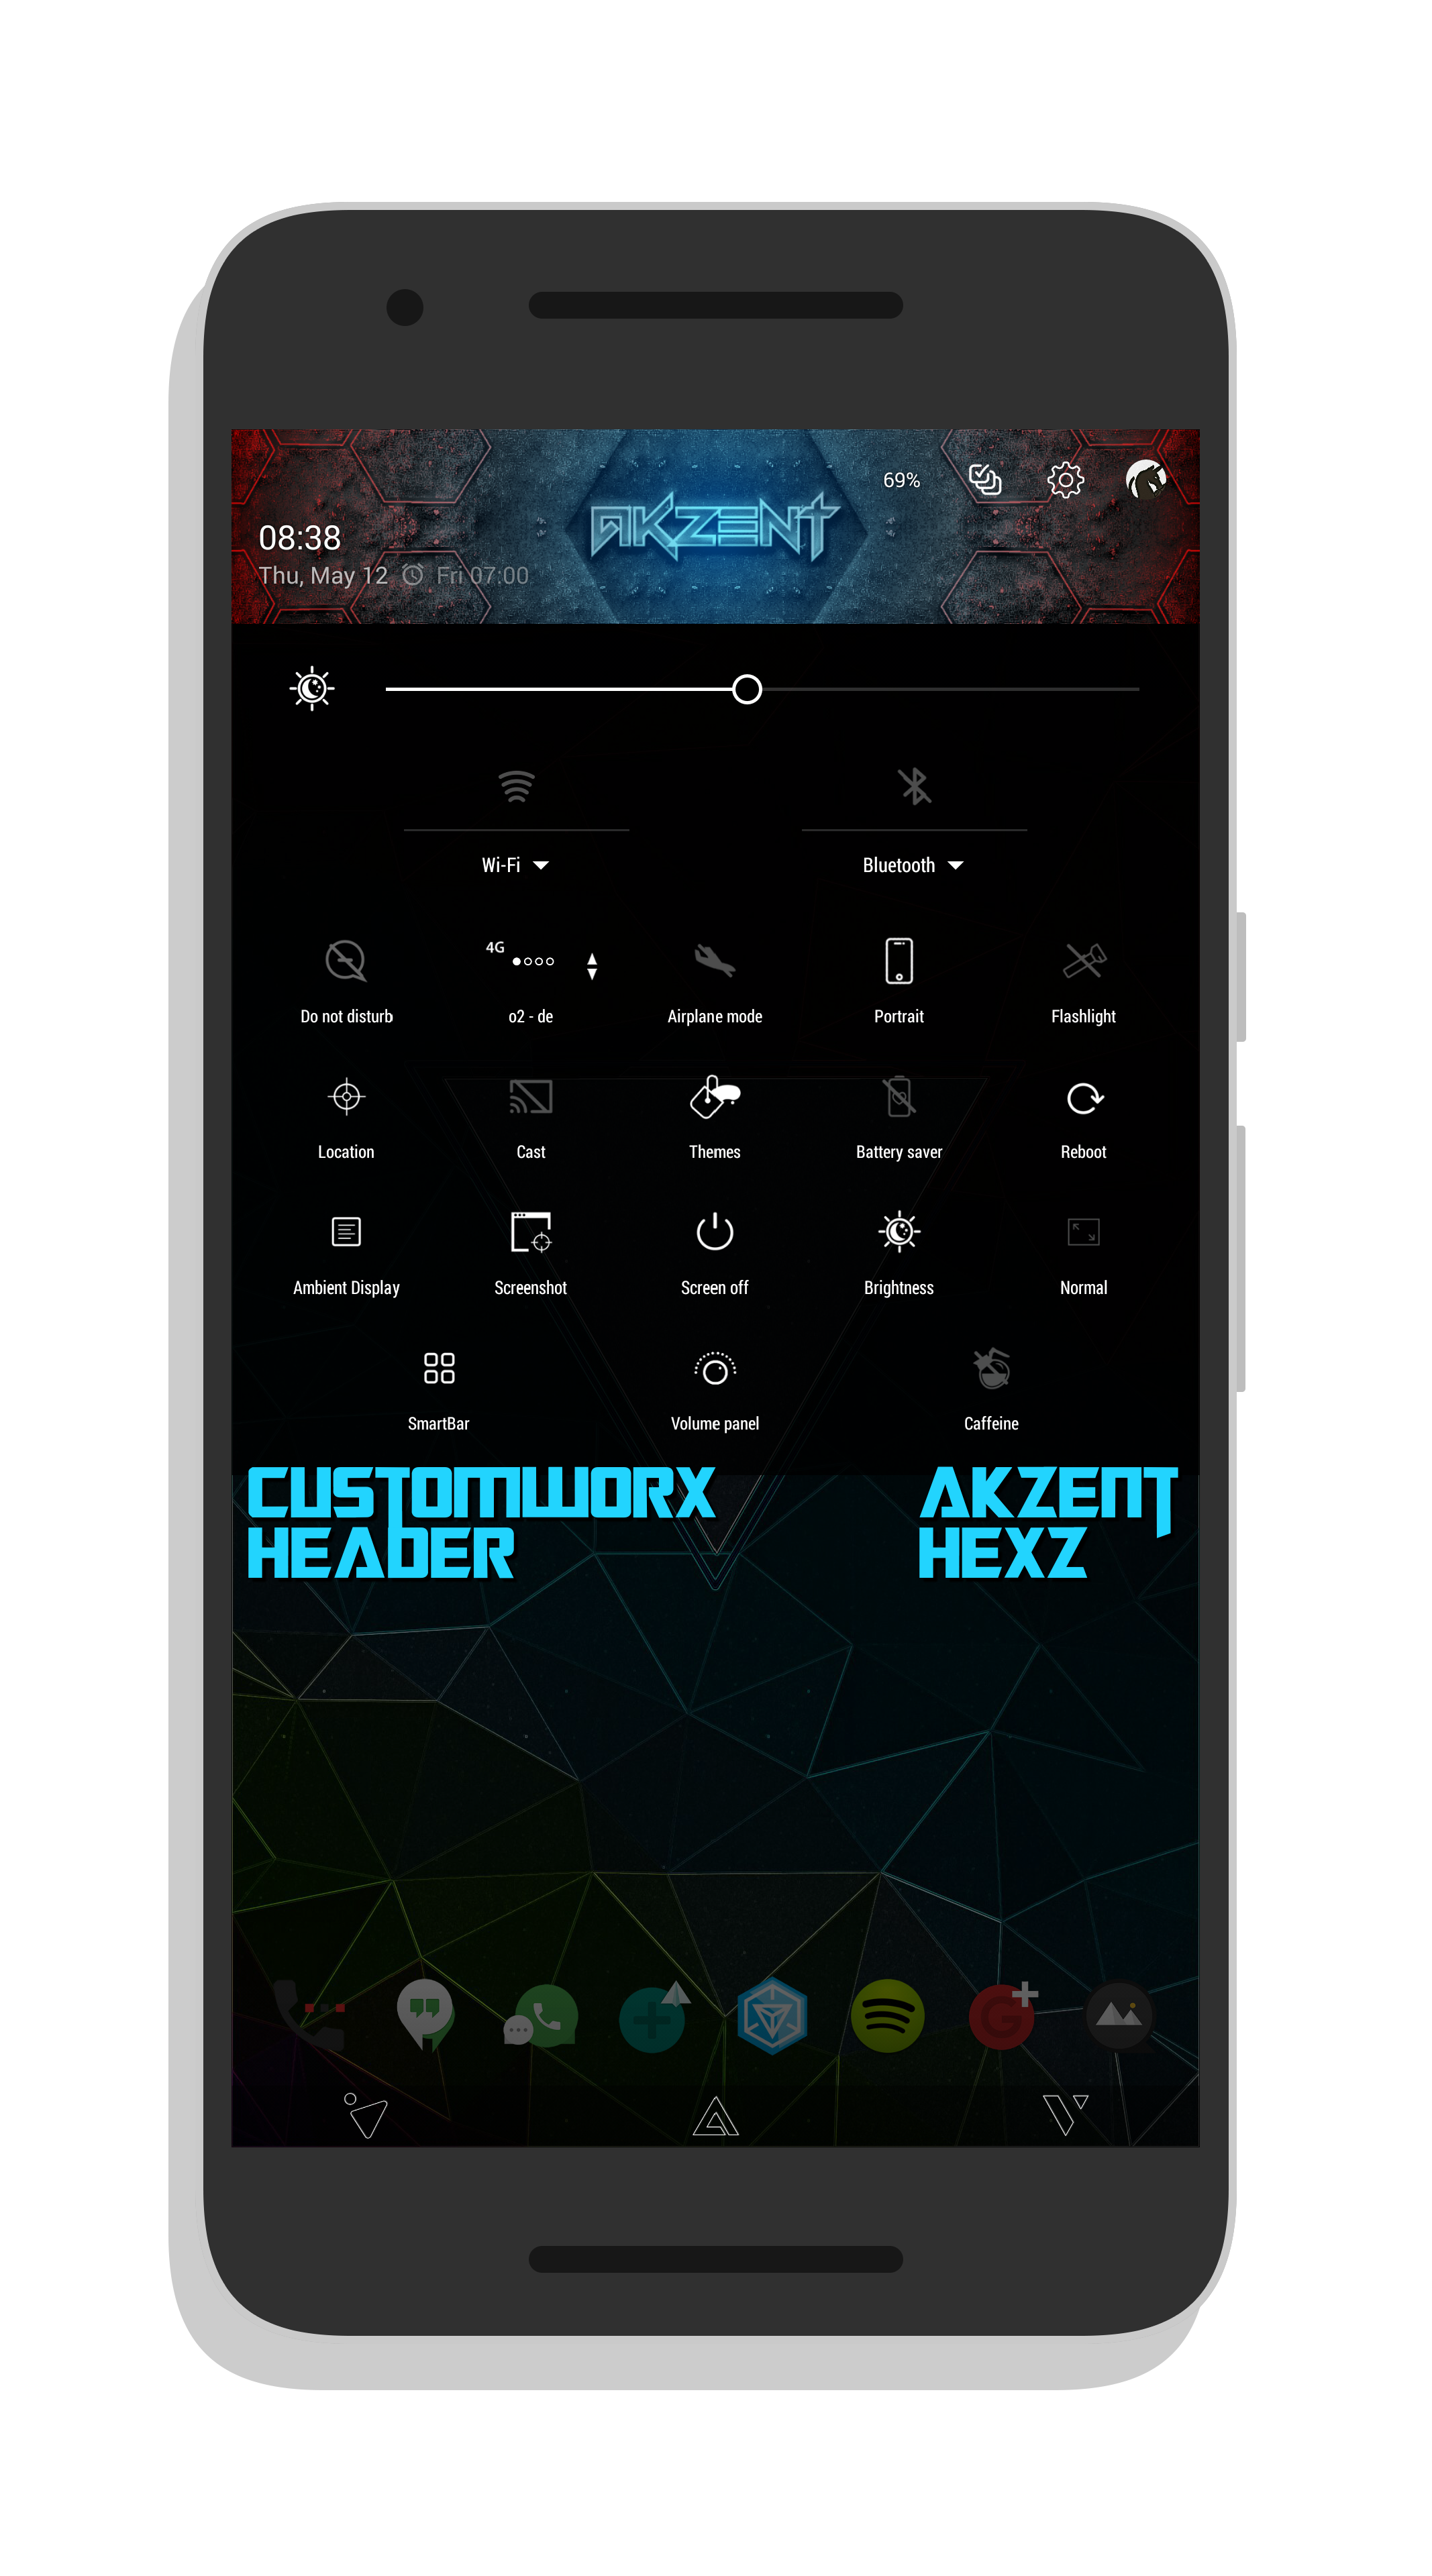 69%
AKZENT
08:38
Thu, May 12 Fri 07:00
Wi-Fi Bluetooth
4G
Do not disturb o2 - de Airplane mode Portrait Flashlight
Location Cast Themes Battery saver Reboot
Ambient Display Screenshot Screen off Brightness Normal
SmartBar Volume panel Caffeine
CUSTOMWORX AKZENT
HEADER HEXZ
G+